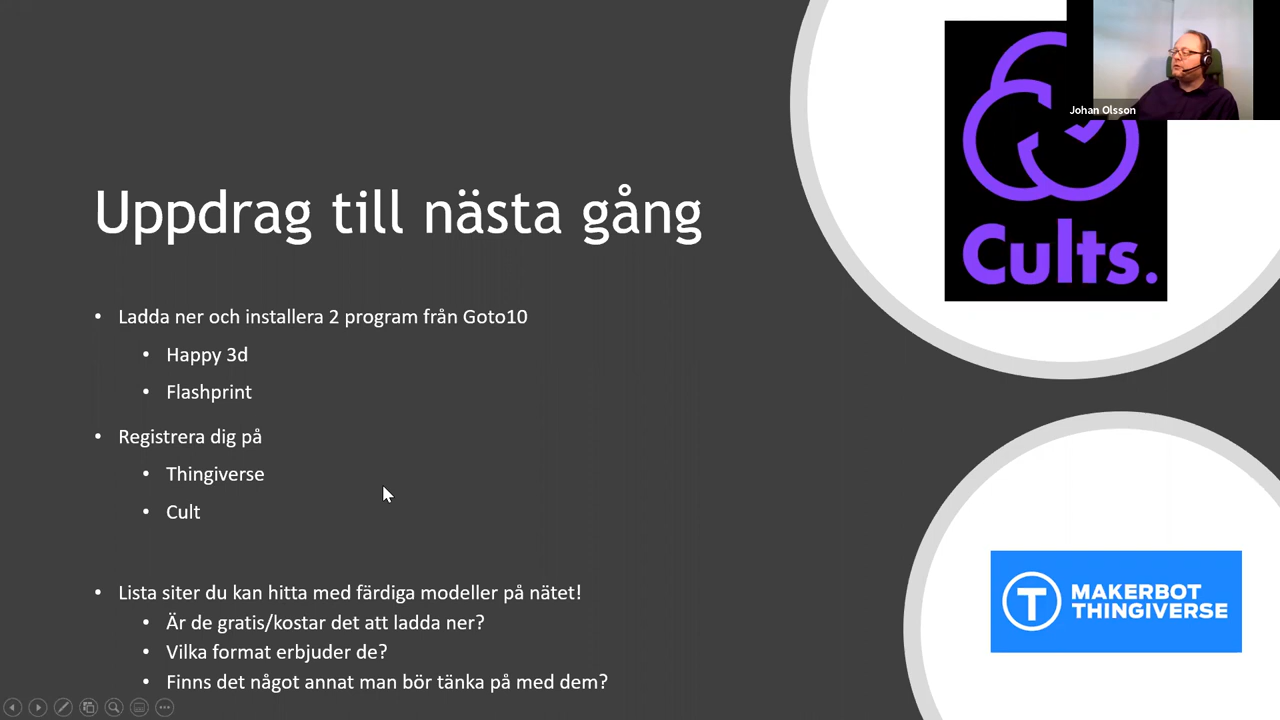 Uppdrag till nästa gång
• Ladda ner och installera 2 program från Goto10
• Happy 3d
• Flashprint
• Registrera dig på
• Thingiverse
• Cult
• Lista siter du kan hitta med färdiga modeller på nätet!
• Är de gratis/kostar det att ladda ner?
• Vilka format erbjuder de?
• Finns det något annat man bör tänka på med dem?
Johan Olsson
Cults.
MAKERBOT
THINGIVERSE